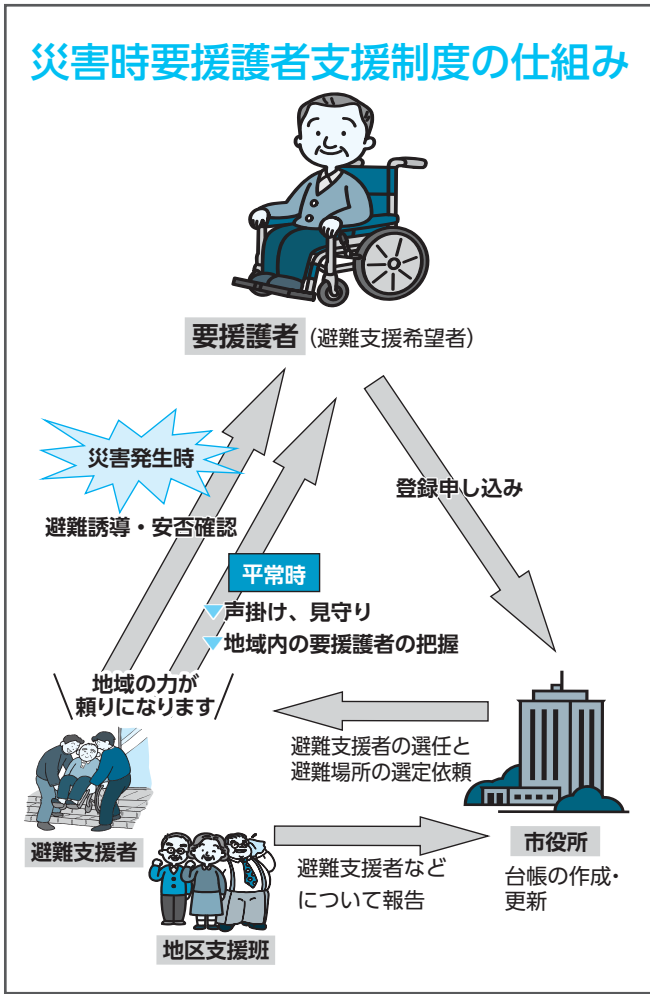 災害時要援護者支援制度の仕組み
要援護者 (避難支援希望者)
災害発生時
避難誘導・安否確認
登録申し込み
平常時
▼声掛け、見守り
▼地域内の要援護者の把握
地域の力が
頼りになります
避難支援者の選任と
避難場所の選定依頼
避難支援者
市役所
台帳の作成・
更新
避難支援者など
について報告
地区支援班